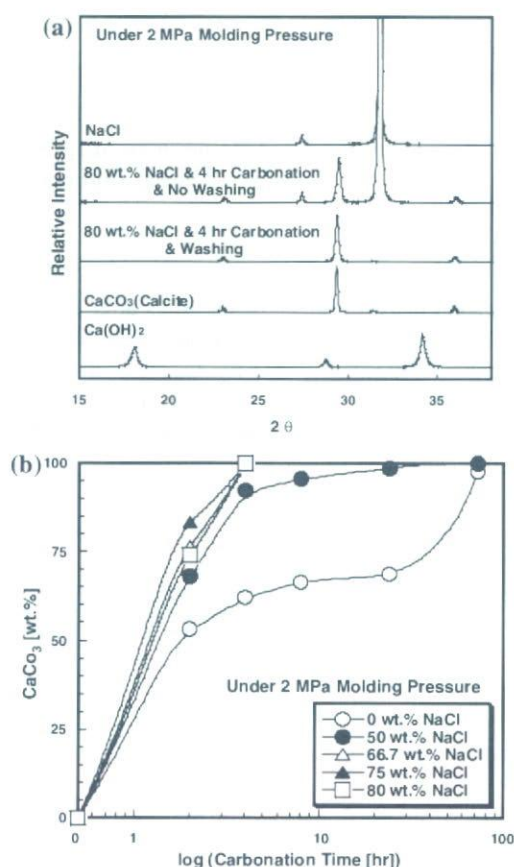 (a)
Under 2 MPa Molding Pressure
NaCl
80 wt.% NaCl & 4 hr Carbonation
& No Washing
80 wt.% NaCl & 4 hr Carbonation
& Washing
CaCO3(Calcite)
Ca(OH)2
Relative Intensity
15 20 25 30 35
2 θ
(b)
100
75
50
25
0
CaCo3 [wt.%]
Under 2 MPa Molding Pressure
0 wt.% NaCl
50 wt.% NaCl
66.7 wt.% NaCl
75 wt.% NaCl
80 wt.% NaCl
0 1 10 100
log (Carbonation Time [hr])